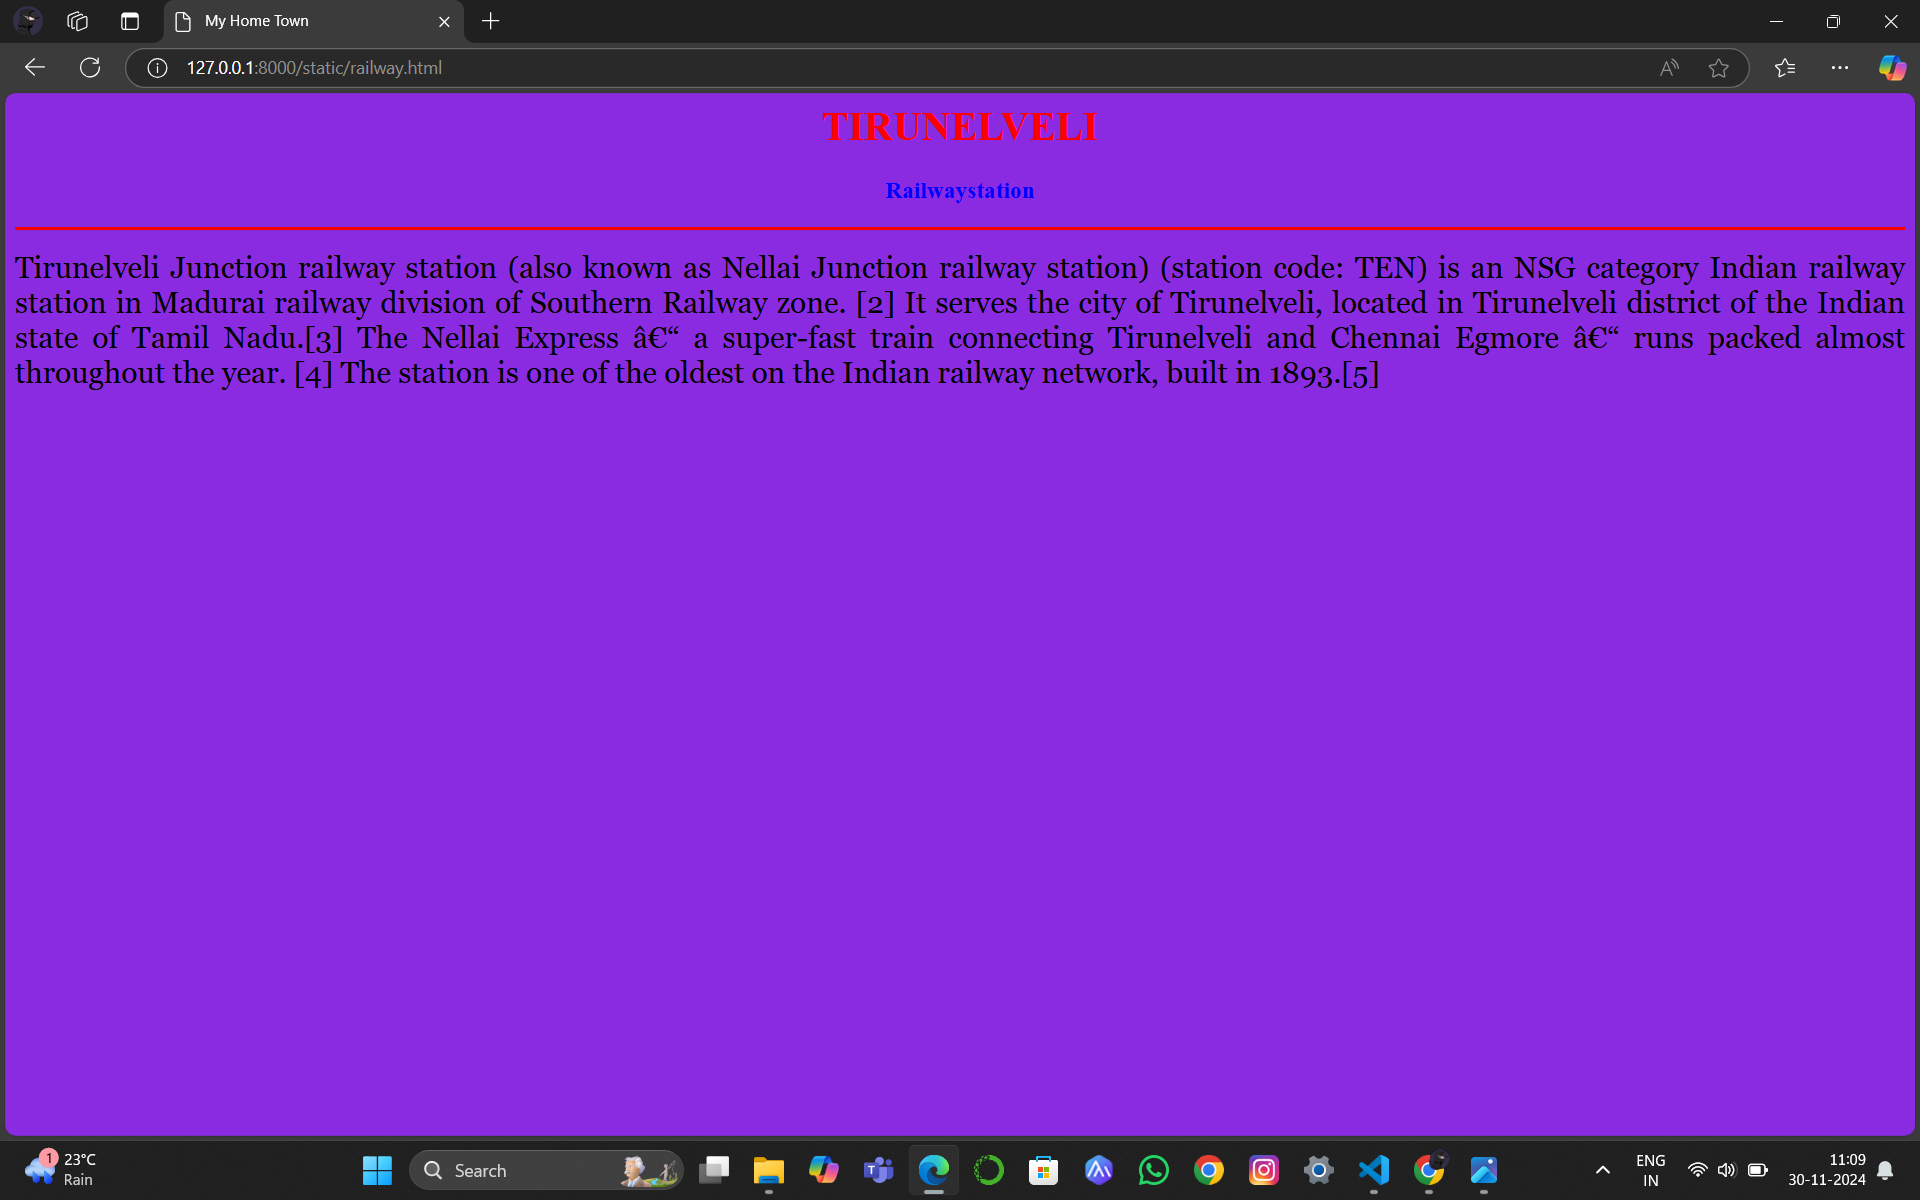 My Home Town
127.0.0.1:8000/static/railway.html
TIRUNELVELI
Railwaystation
Tirunelveli Junction railway station (also known as Nellai Junction railway station) (station code: TEN) is an NSG category Indian railway
station in Madurai railway division of Southern Railway zone. [2] It serves the city of Tirunelveli, located in Tirunelveli district of the Indian
state of Tamil Nadu.[3] The Nellai Express â€“ a super-fast train connecting Tirunelveli and Chennai Egmore â€“ runs packed almost
throughout the year. [4] The station is one of the oldest on the Indian railway network, built in 1893.[5]
1
23°C
Rain
Search
ENG
IN
11:09
30-11-2024